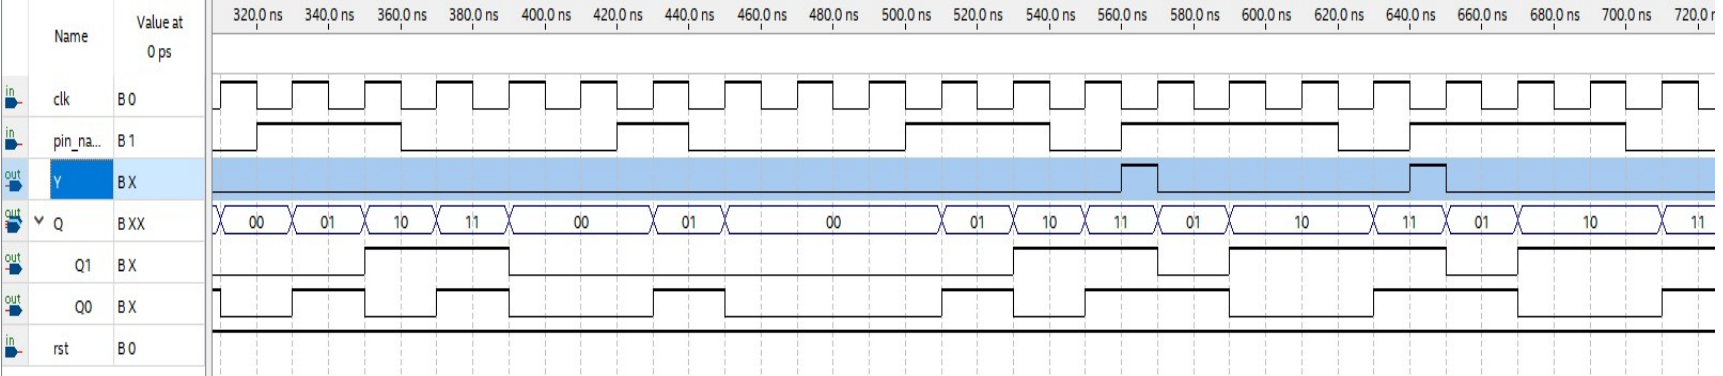 320.0 ns 340.0 ns 360.0 ns 380.0 ns 400.0 ns 420.0 ns 440.0 ns 460.0 ns 480.0 ns 500.0 ns 520.0 ns 540.0 ns 560.0 ns 580.0 ns 600.0 ns 620.0 ns 640.0 ns 660.0 ns 680.0 ns 700.0 ns 720.0 n
Name Value at
0 ps
in clk B 0
in pin_na... B 1
out Y B X
out Q B XX 00 01 10 11 00 01 00 01 10 11 01 10 11 01 10 11
out Q1 B X
out Q0 B X
in rst B 0